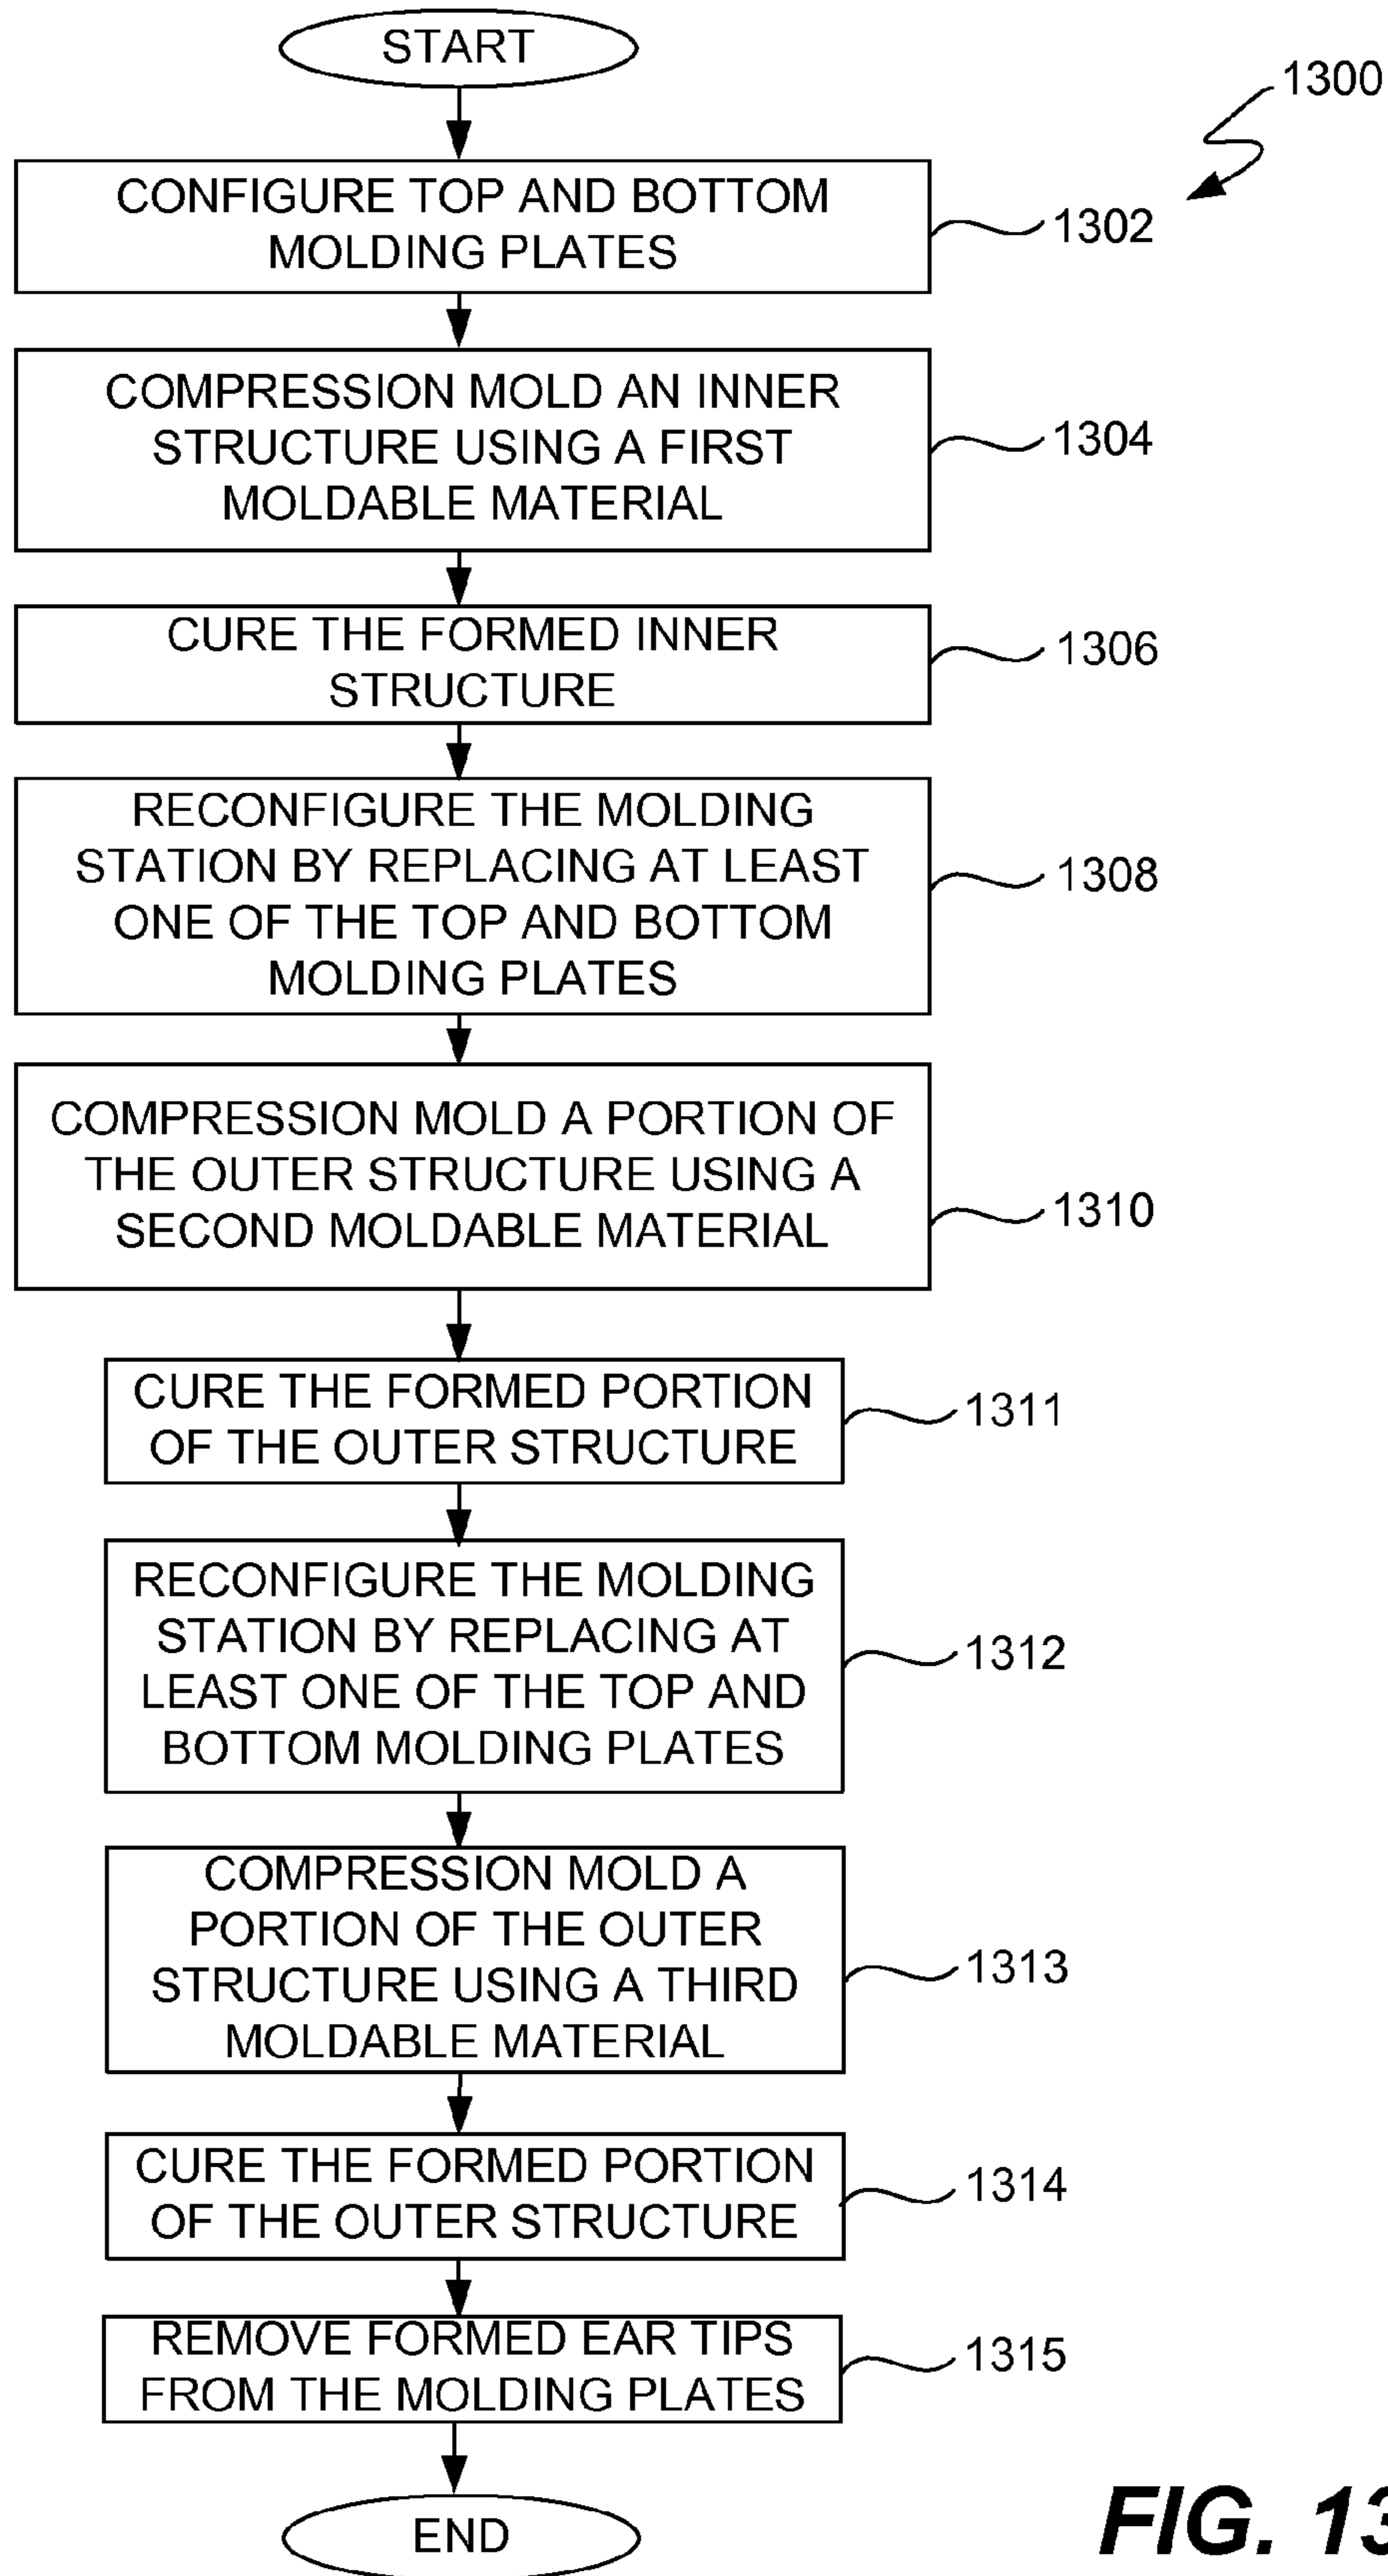 START
1300
CONFIGURE TOP AND BOTTOM
MOLDING PLATES
1302
COMPRESSION MOLD AN INNER
STRUCTURE USING A FIRST
MOLDABLE MATERIAL
1304
CURE THE FORMED INNER
STRUCTURE
1306
RECONFIGURE THE MOLDING
STATION BY REPLACING AT LEAST
ONE OF THE TOP AND BOTTOM
MOLDING PLATES
1308
COMPRESSION MOLD A PORTION OF
THE OUTER STRUCTURE USING A
SECOND MOLDABLE MATERIAL
1310
CURE THE FORMED PORTION
OF THE OUTER STRUCTURE
1311
RECONFIGURE THE MOLDING
STATION BY REPLACING AT
LEAST ONE OF THE TOP AND
BOTTOM MOLDING PLATES
1312
COMPRESSION MOLD A
PORTION OF THE OUTER
STRUCTURE USING A THIRD
MOLDABLE MATERIAL
1313
CURE THE FORMED PORTION
OF THE OUTER STRUCTURE
1314
REMOVE FORMED EAR TIPS
FROM THE MOLDING PLATES
1315
END
FIG. 13